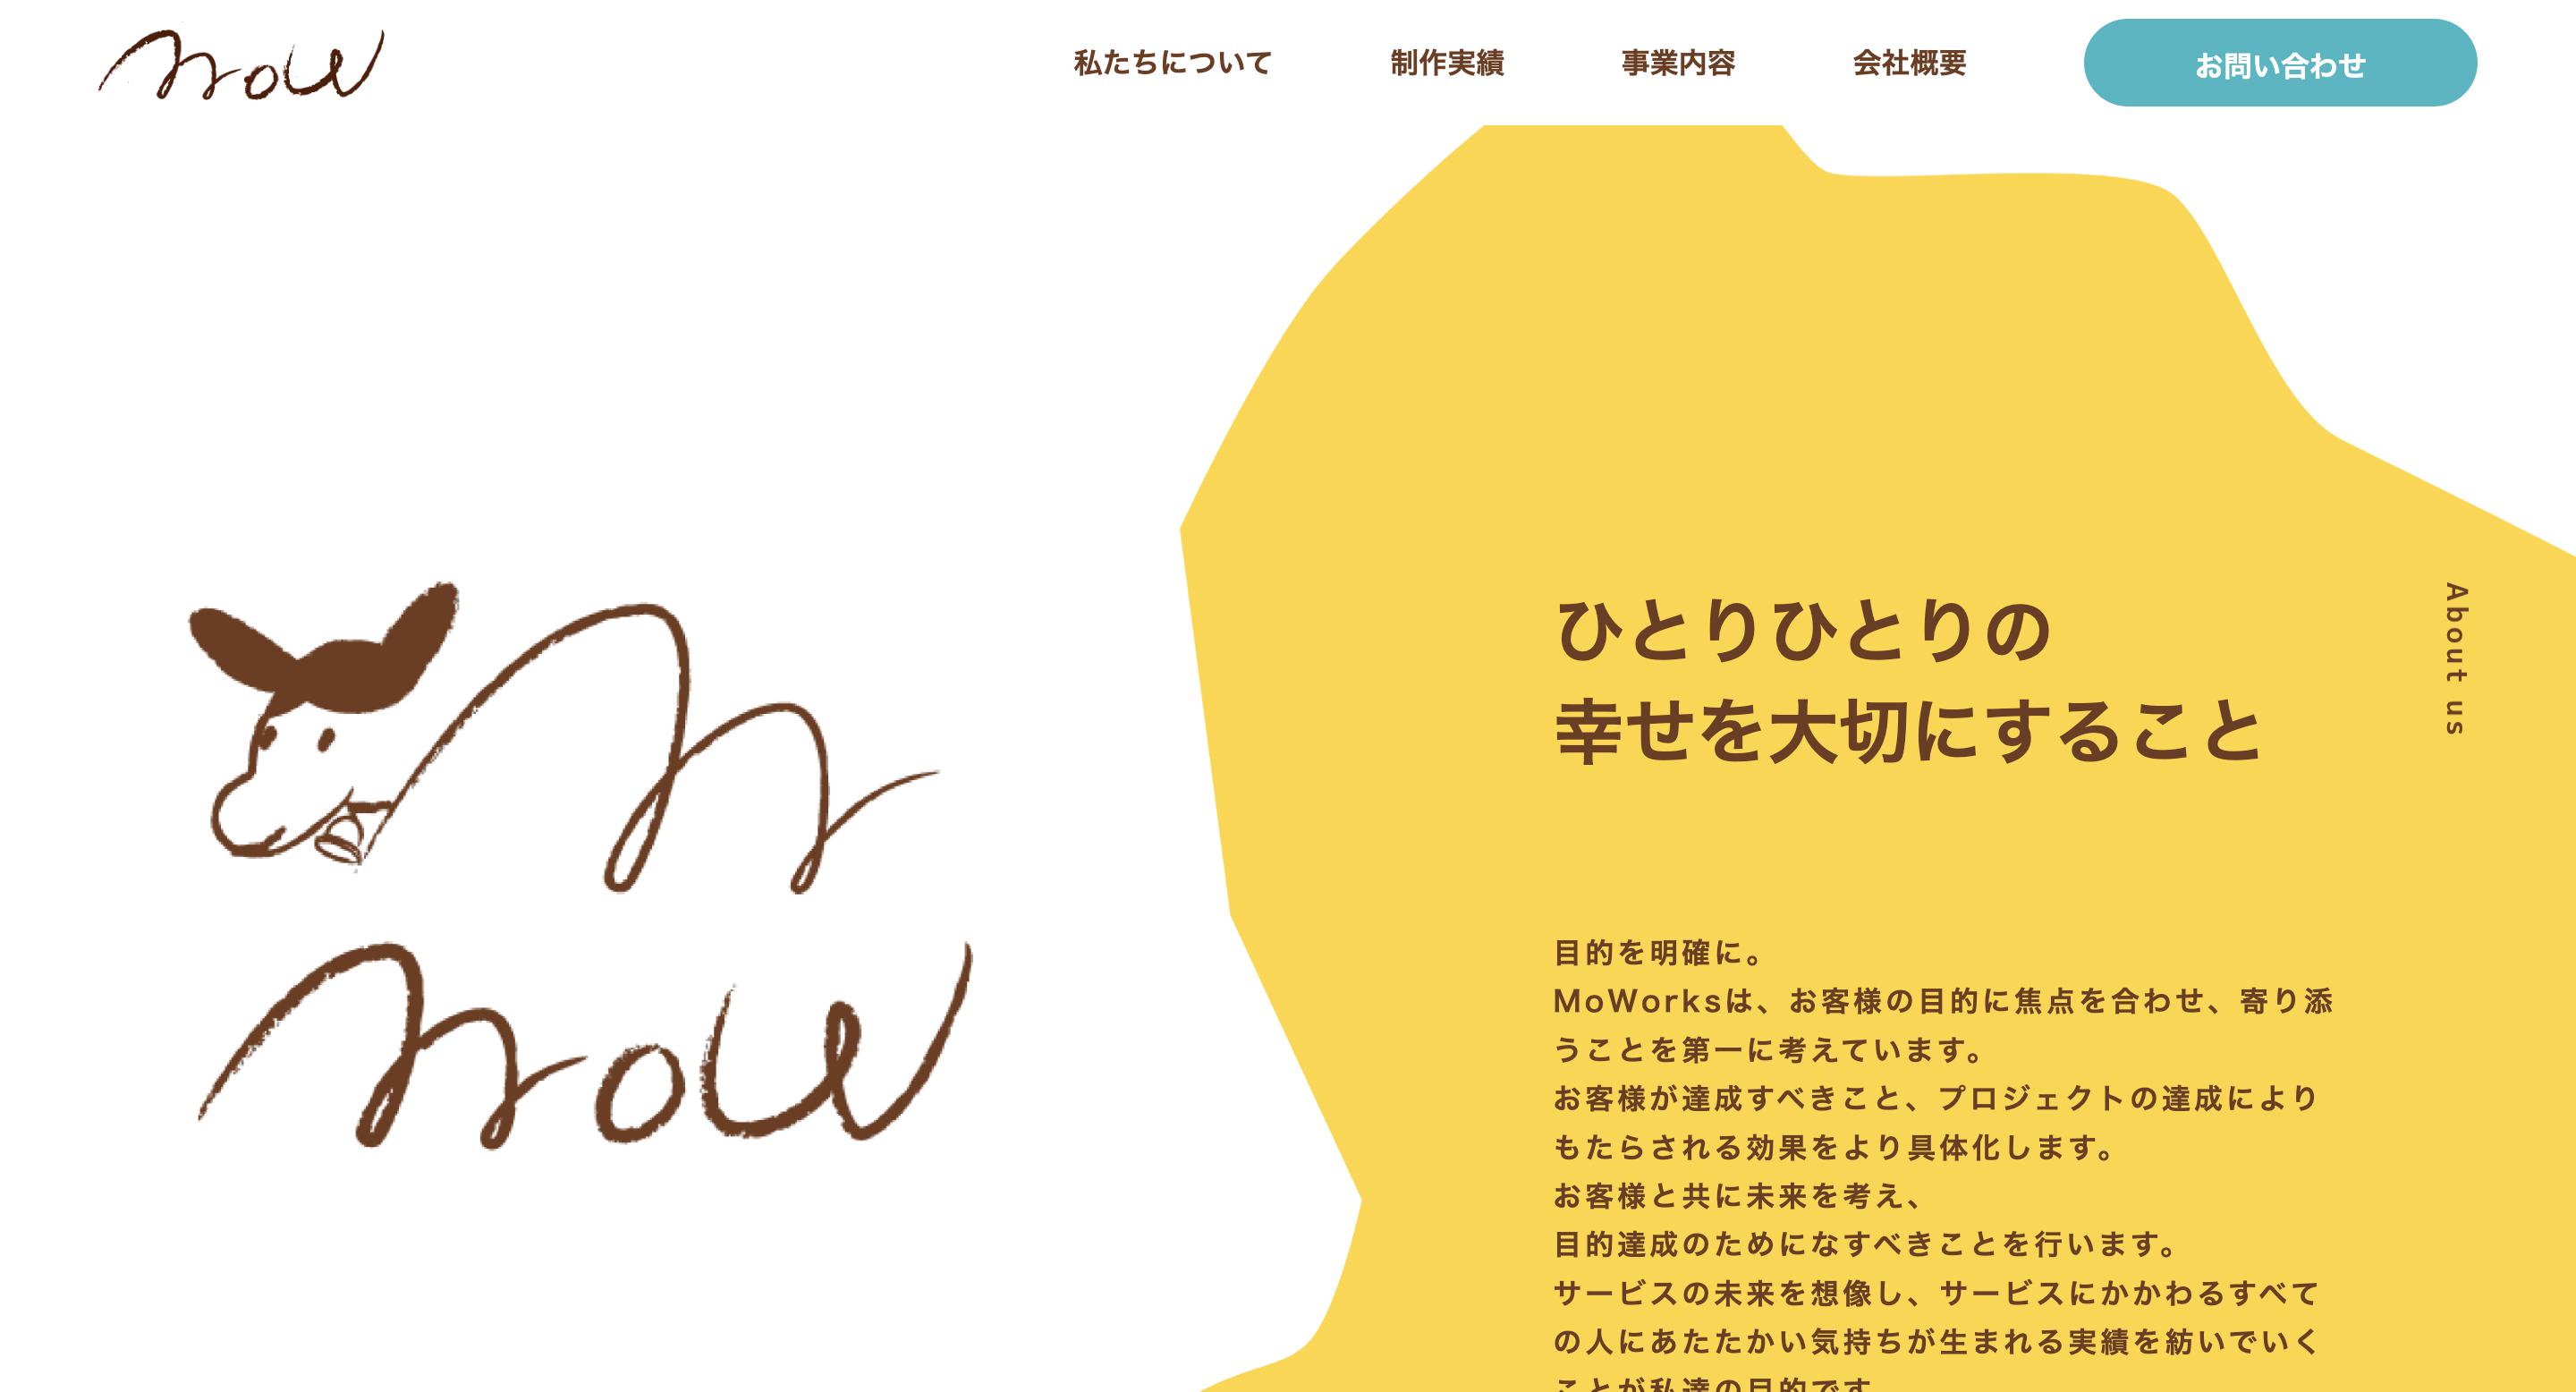 mow
私たちについて
制作実績
事業内容
会社概要
お問い合わせ
mow
ひとりひとりの
幸せを大切にすること
About us
目的を明確に。
MoWorksは、お客様の目的に焦点を合わせ、寄り添
うことを第一に考えています。
お客様が達成すべきこと、プロジェクトの達成により
もたらされる効果をより具体化します。
お客様と共に未来を考え、
目的達成のためになすべきことを行います。
サービスの未来を想像し、サービスにかかわるすべて
の人にあたたかい気持ちが生まれる実績を紡いでいく
ことが私達の目的です